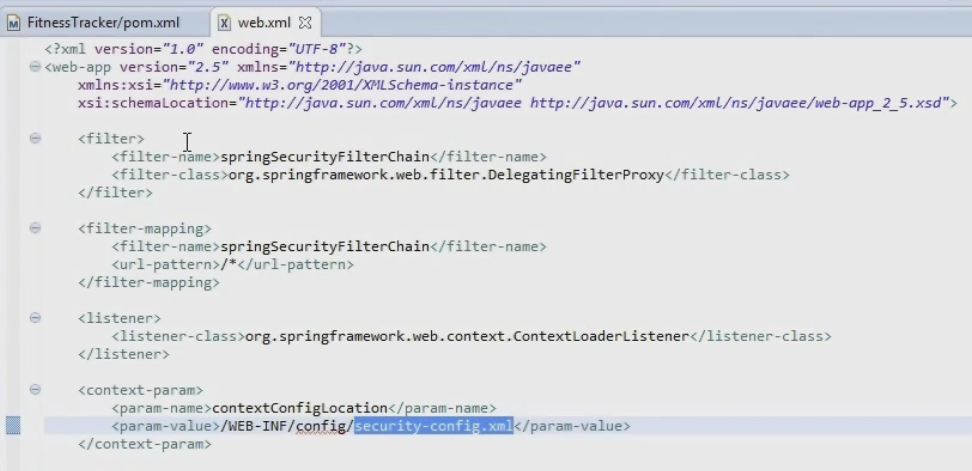 FitnessTracker/pom.xml web.xml
<?xml version="1.0" encoding="UTF-8"?>
<web-app version="2.5" xmlns="http://java.sun.com/xml/ns/javaee"
xmlns:xsi="http://www.w3.org/2001/XMLSchema-instance"
xsi:schemaLocation="http://java.sun.com/xml/ns/javaee http://java.sun.com/xml/ns/javaee/web-app_2_5.xsd">
<filter>
<filter-name>springSecurityFilterChain</filter-name>
<filter-class>org.springframework.web.filter.DelegatingFilterProxy</filter-class>
</filter>
<filter-mapping>
<filter-name>springSecurityFilterChain</filter-name>
<url-pattern>/*</url-pattern>
</filter-mapping>
<listener>
<listener-class>org.springframework.web.context.ContextLoaderListener</listener-class>
</listener>
<context-param>
<param-name>contextConfigLocation</param-name>
<param-value>/WEB-INF/config/security-config.xml</param-value>
</context-param>